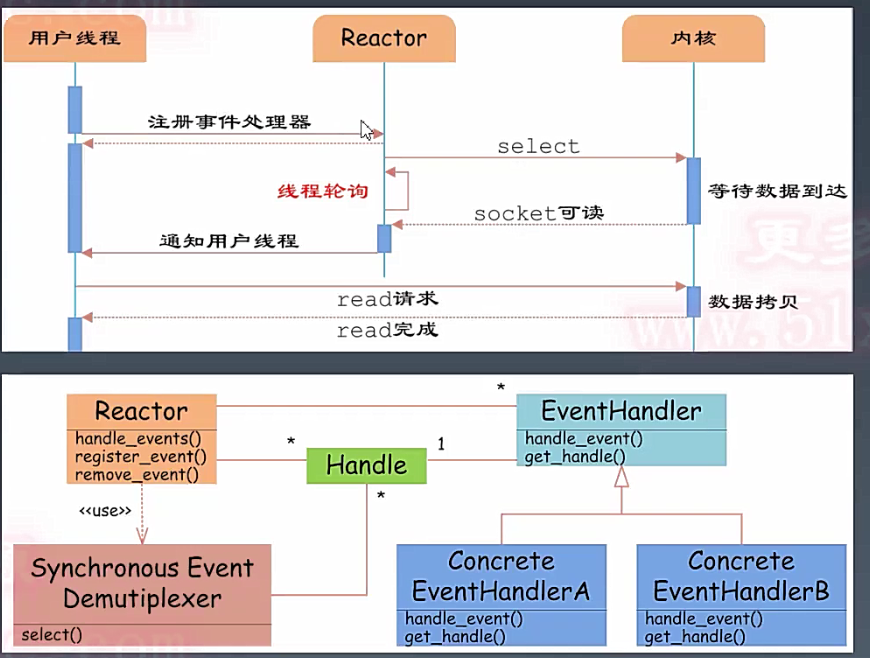 用户线程
Reactor
内核
注册事件处理器
select
线程轮询
等待数据到达
socket可读
通知用户线程
read请求
数据拷贝
read完成
更多
www.51
Reactor
handle_events()
register_event()
remove_event()
*
*
Handle
1
*
EventHandler
handle_event()
get_handle()
<<use>>
Synchronous Event
Demutiplexer
select()
Concrete
EventHandlerA
handle_event()
get_handle()
Concrete
EventHandlerB
handle_event()
get_handle()